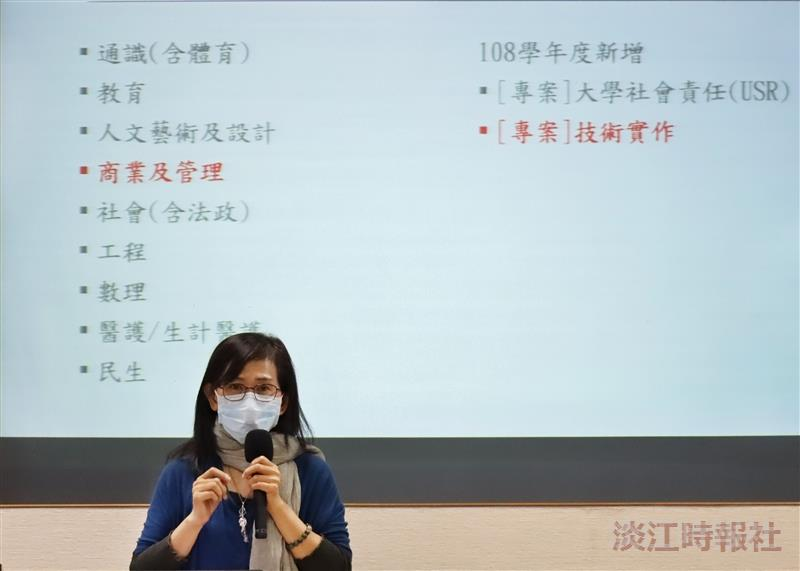 ▪ 通識(含體育)
▪ 教育
▪ 人文藝術及設計
▪ 商業及管理
▪ 社會(含法政)
▪ 工程
▪ 數理
▪ 醫護/生計醫護
▪ 民生
108學年度新增
▪ [專案]大學社會責任(USR)
▪ [專案]技術實作
淡江時報社